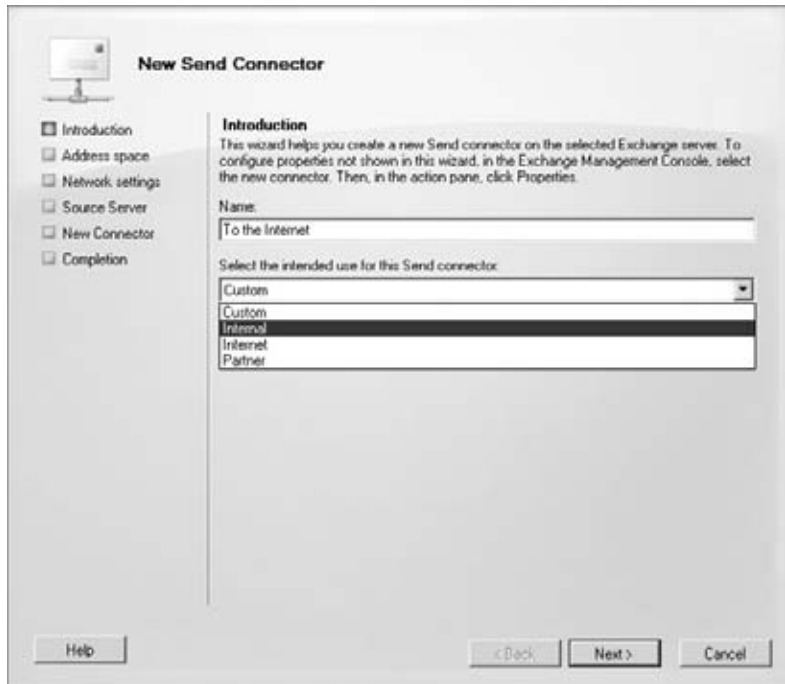 New Send Connector
Introduction
Address space
Network settings
Source Server
New Connector
Completion
Introduction
This wizard helps you create a new Send connector on the selected Exchange server. To
configure properties not shown in this wizard, in the Exchange Management Console, select
the new connector. Then, in the action pane, click Properties.
Name:
To the Internet
Select the intended use for this Send connector:
Custom
Custom
Internal
Internet
Partner
Help
< Back
Next >
Cancel